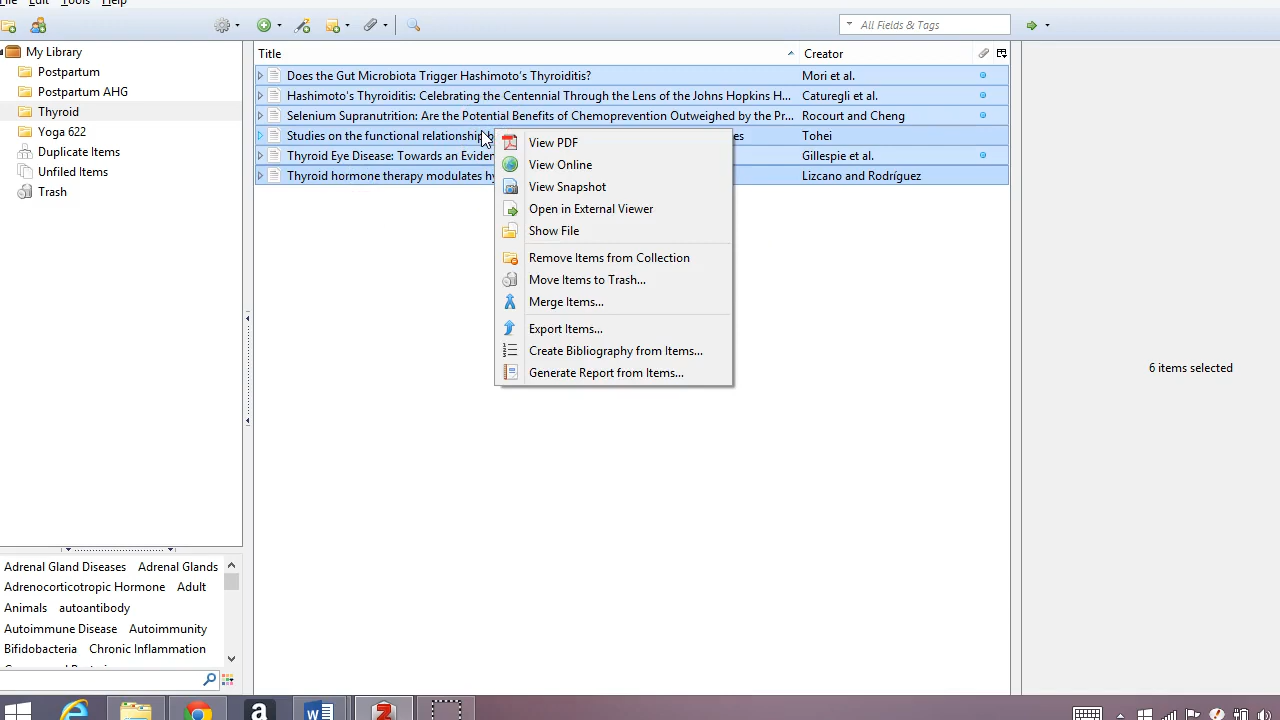 Edit Tools Help
All Fields & Tags
My Library
Postpartum
Postpartum AHG
Thyroid
Yoga 622
Duplicate Items
Unfiled Items
Trash
Title Creator
Does the Gut Microbiota Trigger Hashimoto's Thyroiditis? Mori et al.
Hashimoto's Thyroiditis: Celebrating the Centennial Through the Lens of the Johns Hopkins H... Caturegli et al.
Selenium Supranutrition: Are the Potential Benefits of Chemoprevention Outweighed by the Pr... Rocourt and Cheng
Studies on the functional relationship Tohei
Thyroid Eye Disease: Towards an Eviden Gillespie et al.
Thyroid hormone therapy modulates hy Lizcano and Rodríguez
View PDF
View Online
View Snapshot
Open in External Viewer
Show File
Remove Items from Collection
Move Items to Trash...
Merge Items...
Export Items...
Create Bibliography from Items...
Generate Report from Items...
6 items selected
Adrenal Gland Diseases Adrenal Glands
Adrenocorticotropic Hormone Adult
Animals autoantibody
Autoimmune Disease Autoimmunity
Bifidobacteria Chronic Inflammation